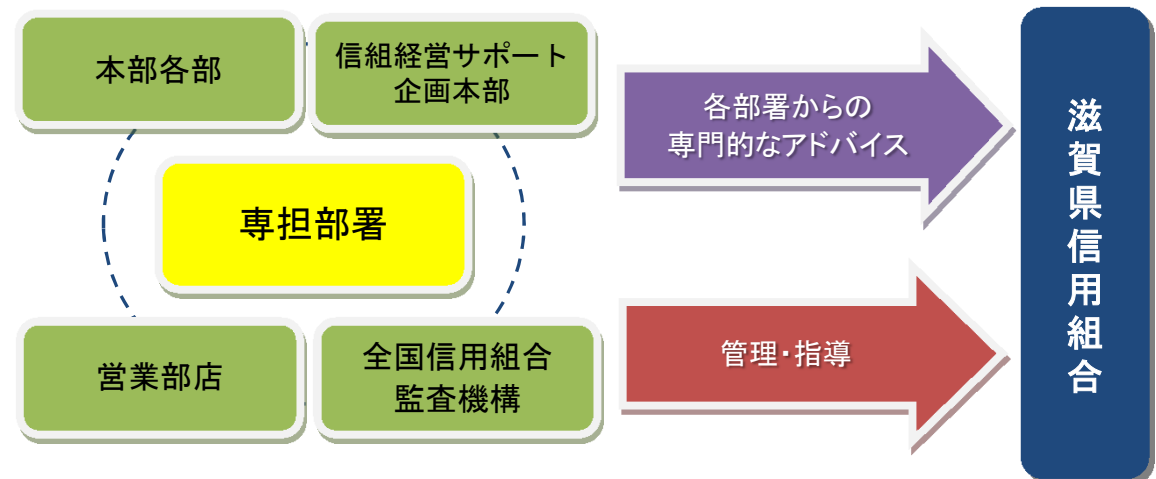 本部各部
信組経営サポート
企画本部
専担部署
営業部店
全国信用組合
監査機構
各部署からの
専門的なアドバイス
管理・指導
滋賀県信用組合